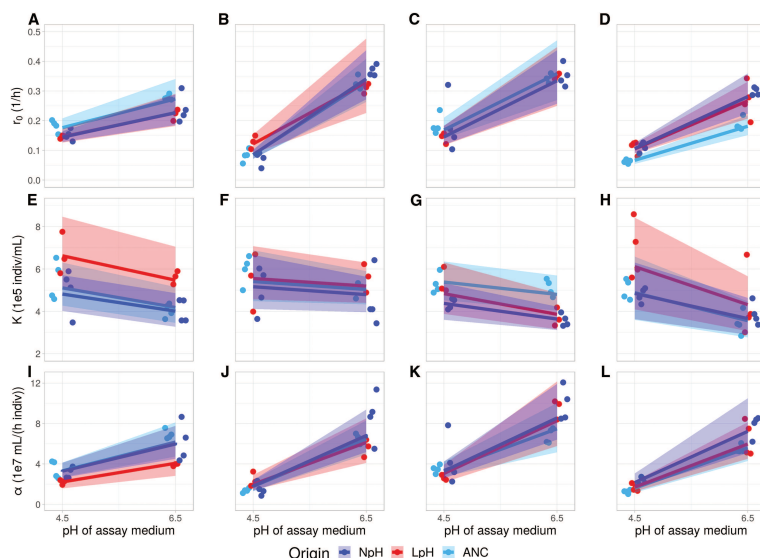 A B C D
r0 (1/h)
0.5
0.4
0.3
0.2
0.1
0.0
E F G H
K (1e5 indiv/mL)
8
6
4
2
I J K L
α (1e7 mL/(h indiv))
12
8
4
0
4.5 6.5 4.5 6.5 4.5 6.5 4.5 6.5
pH of assay medium pH of assay medium pH of assay medium pH of assay medium
Origin NpH LpH ANC